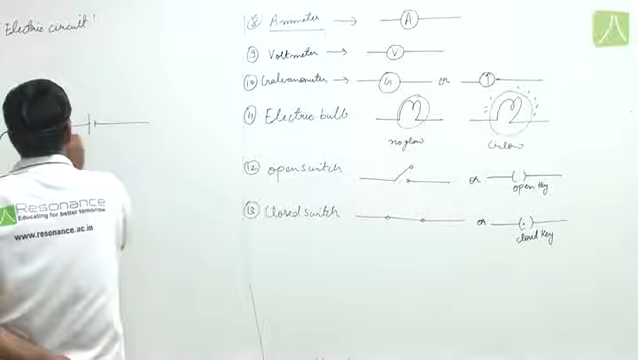 'Electric circuit'
⑧ Ammeter → A
⑨ Voltmeter → V
⑩ Galvanometer → G or
⑪ Electric bulb
no glow
Glow
⑫ open switch or ( )
open Key
⑬ Closed switch or (.)
closed Key
Resonance
Educating for better tomorrow
www.resonance.ac.in